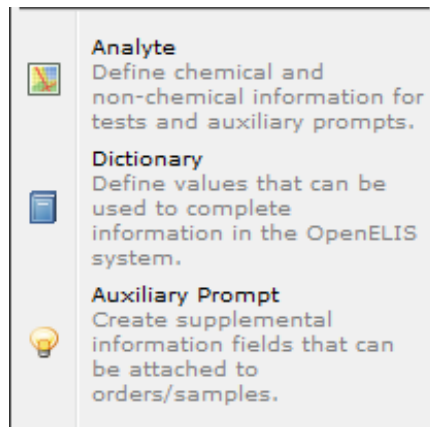 Analyte
Define chemical and
non-chemical information for
tests and auxiliary prompts.
Dictionary
Define values that can be
used to complete
information in the OpenELIS
system.
Auxiliary Prompt
Create supplemental
information fields that can
be attached to
orders/samples.